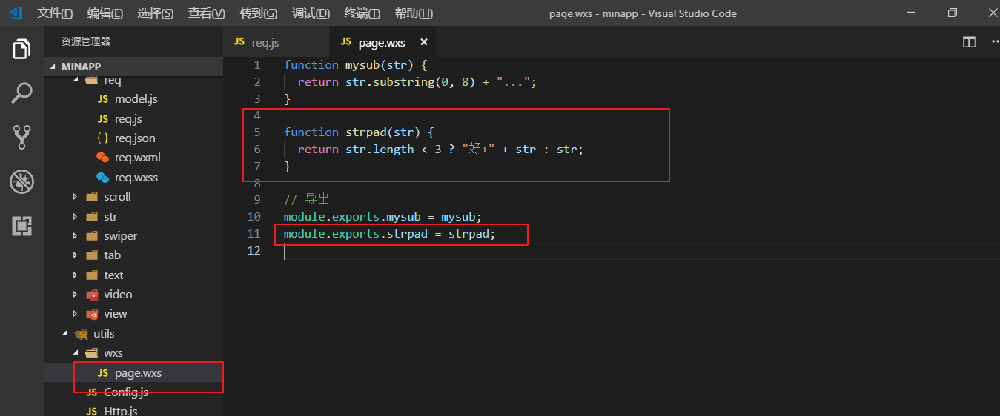 文件(F) 编辑(E) 选择(S) 查看(V) 转到(G) 调试(D) 终端(T) 帮助(H) page.wxs - minapp - Visual Studio Code
资源管理器
MINAPP
req
JS model.js
JS req.js
{ } req.json
req.wxml
req.wxss
scroll
str
swiper
tab
text
video
view
utils
wxs
JS page.wxs
JS Config.js
JS Http.js
JS req.js JS page.wxs ×
1 function mysub(str) {
2 return str.substring(0, 8) + "...";
3 }
4
5 function strpad(str) {
6 return str.length < 3 ? "好+" + str : str;
7 }
8
9 // 导出
10 module.exports.mysub = mysub;
11 module.exports.strpad = strpad;
12